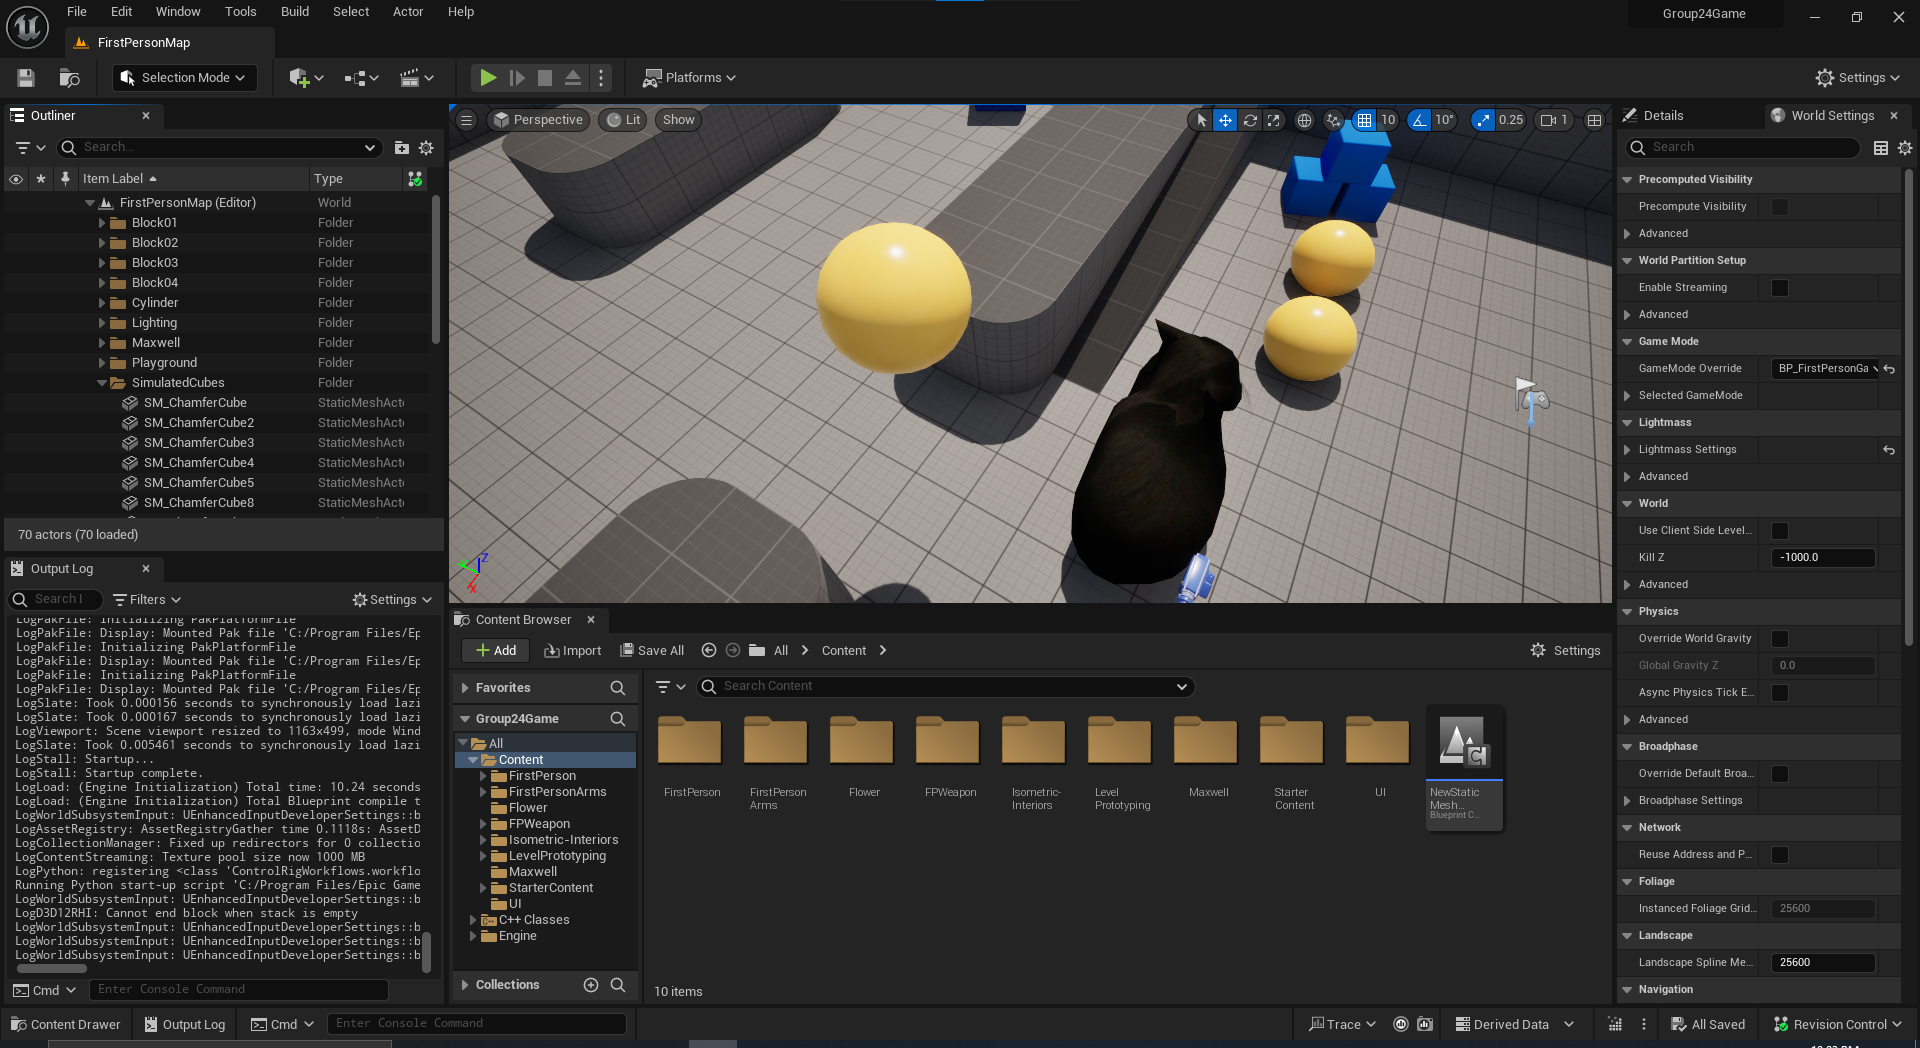 File Edit Window Tools Build Select Actor Help
Group24Game
FirstPersonMap
Selection Mode
Platforms
Settings
Outliner
Search...
Item Label Type
FirstPersonMap (Editor) World
Block01 Folder
Block02 Folder
Block03 Folder
Block04 Folder
Cylinder Folder
Lighting Folder
Maxwell Folder
Playground Folder
SimulatedCubes Folder
SM_ChamferCube StaticMeshActo
SM_ChamferCube2 StaticMeshActo
SM_ChamferCube3 StaticMeshActo
SM_ChamferCube4 StaticMeshActo
SM_ChamferCube5 StaticMeshActo
SM_ChamferCube8 StaticMeshActo
70 actors (70 loaded)
Perspective Lit Show
10 10° 0.25 1
Z
X
Output Log
Search l Filters Settings
LogPakFile: Initializing PakPlatformFile
LogPakFile: Display: Mounted Pak file 'C:/Program Files/Ep
LogPakFile: Initializing PakPlatformFile
LogPakFile: Display: Mounted Pak file 'C:/Program Files/Ep
LogPakFile: Initializing PakPlatformFile
LogPakFile: Display: Mounted Pak file 'C:/Program Files/Ep
LogSlate: Took 0.000156 seconds to synchronously load lazi
LogSlate: Took 0.000167 seconds to synchronously load lazi
LogViewport: Scene viewport resized to 1163x499, mode Wind
LogSlate: Took 0.005461 seconds to synchronously load lazi
LogStall: Startup...
LogStall: Startup complete.
LogLoad: (Engine Initialization) Total time: 10.24 seconds
LogLoad: (Engine Initialization) Total Blueprint compile t
LogWorldSubsystemInput: UEnhancedInputDeveloperSettings::b
LogAssetRegistry: AssetRegistryGather time 0.1118s: AssetD
LogCollectionManager: Fixed up redirectors for 0 collectio
LogContentStreaming: Texture pool size now 1000 MB
LogPython: registering <class 'ControlRigWorkflows.workflo
Running Python start-up script 'C:/Program Files/Epic Game
LogWorldSubsystemInput: UEnhancedInputDeveloperSettings::b
LogD3D12RHI: Cannot end block when stack is empty
LogWorldSubsystemInput: UEnhancedInputDeveloperSettings::b
LogWorldSubsystemInput: UEnhancedInputDeveloperSettings::b
LogWorldSubsystemInput: UEnhancedInputDeveloperSettings::b
Cmd Enter Console Command
Content Browser
Add Import Save All All Content Settings
Favorites
Group24Game
All
Content
FirstPerson
FirstPersonArms
Flower
FPWeapon
Isometric-Interiors
LevelPrototyping
Maxwell
StarterContent
UI
C++ Classes
Engine
Collections
Search Content
FirstPerson
FirstPerson
Arms
Flower
FPWeapon
Isometric-
Interiors
Level
Prototyping
Maxwell
Starter
Content
UI
NewStatic
Mesh...
Blueprint C...
10 items
Details World Settings
Search
Precomputed Visibility
Precompute Visibility
Advanced
World Partition Setup
Enable Streaming
Advanced
Game Mode
GameMode Override BP_FirstPersonGa
Selected GameMode
Lightmass
Lightmass Settings
Advanced
World
Use Client Side Level...
Kill Z -1000.0
Advanced
Physics
Override World Gravity
Global Gravity Z 0.0
Async Physics Tick E...
Advanced
Broadphase
Override Default Broa...
Broadphase Settings
Network
Reuse Address and P...
Foliage
Instanced Foliage Grid... 25600
Landscape
Landscape Spline Me... 25600
Navigation
Content Drawer Output Log Cmd Enter Console Command Trace Derived Data All Saved Revision Control